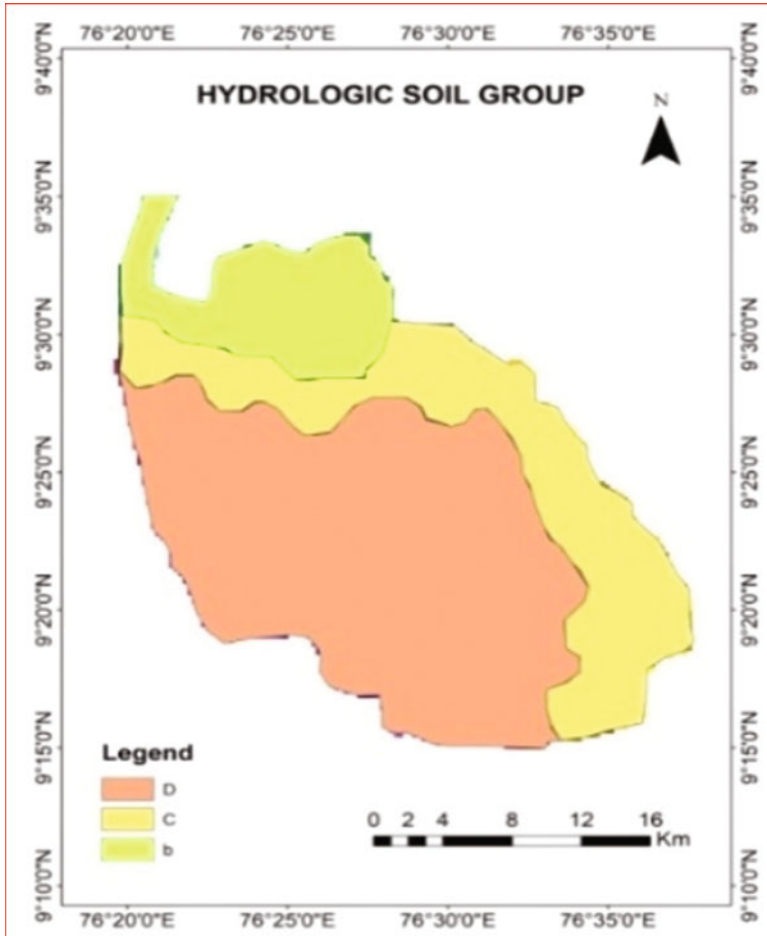 76°20'0"E 76°25'0"E 76°30'0"E 76°35'0"E
HYDROLOGIC SOIL GROUP
N
9°40'0"N 9°40'0"N
9°35'0"N 9°35'0"N
9°30'0"N 9°30'0"N
9°25'0"N 9°25'0"N
9°20'0"N 9°20'0"N
9°15'0"N 9°15'0"N
Legend
D
C
b
0 2 4 8 12 16
Km
9°10'0"N 9°10'0"N
76°20'0"E 76°25'0"E 76°30'0"E 76°35'0"E